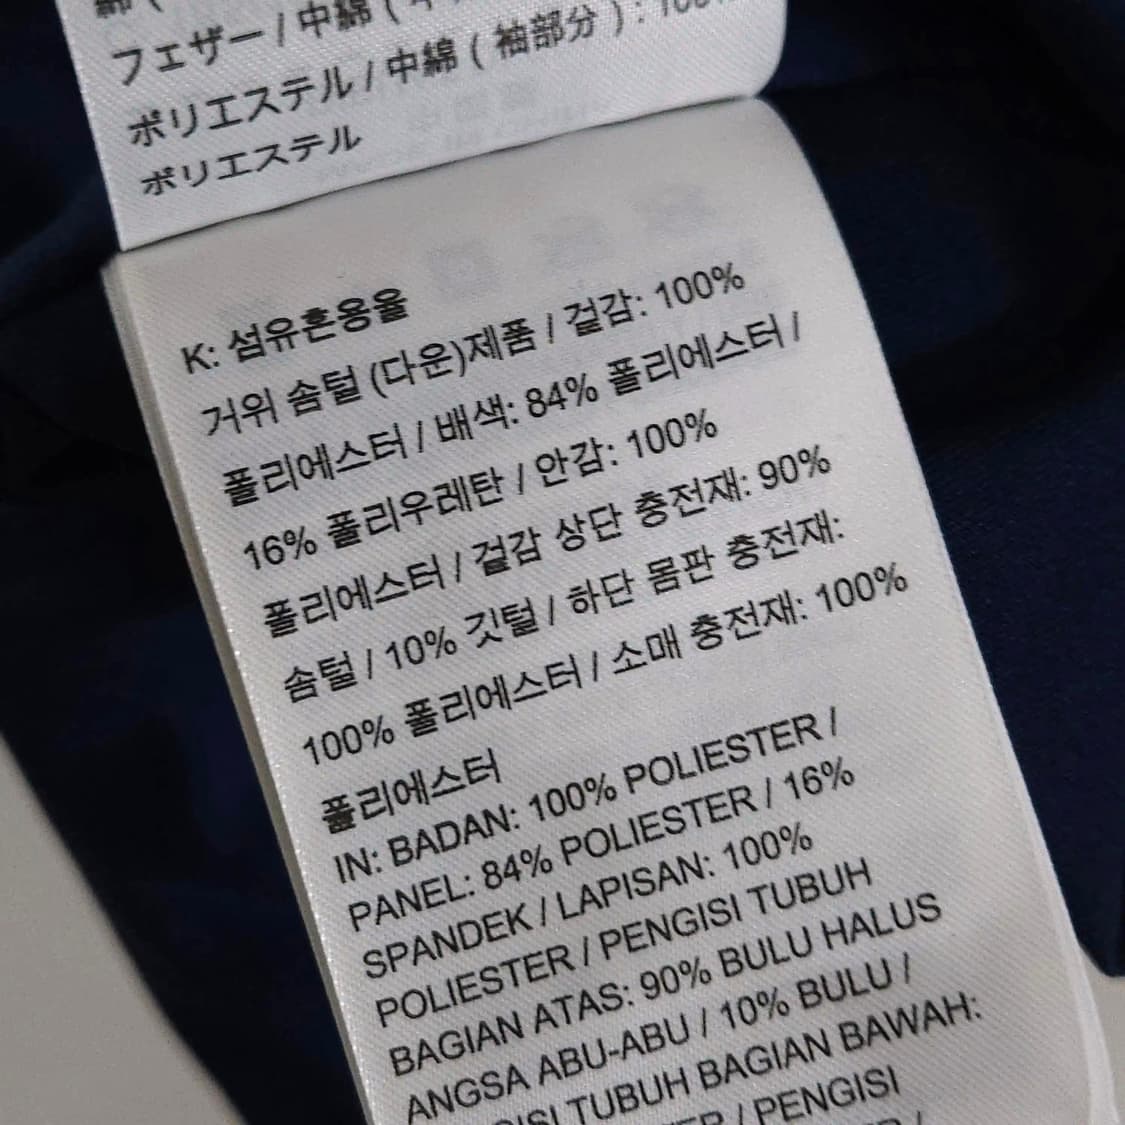 フェザー / 中綿 (
ポリエステル / 中綿 ( 袖部分 ) :
ポリエステル
K: 섬유혼용율
거위 솜털 (다운)제품 / 겉감: 100%
폴리에스터 / 배색: 84% 폴리에스터 /
16% 폴리우레탄 / 안감: 100%
폴리에스터 / 겉감 상단 충전재: 90%
솜털 / 10% 깃털 / 하단 몸판 충전재:
100% 폴리에스터 / 소매 충전재: 100%
폴리에스터
IN: BADAN: 100% POLIESTER /
PANEL: 84% POLIESTER / 16%
SPANDEK / LAPISAN: 100%
POLIESTER / PENGISI TUBUH
BAGIAN ATAS: 90% BULU HALUS
ANGSA ABU-ABU / 10% BULU /
TUBUH BAGIAN BAWAH:
/ PENGISI